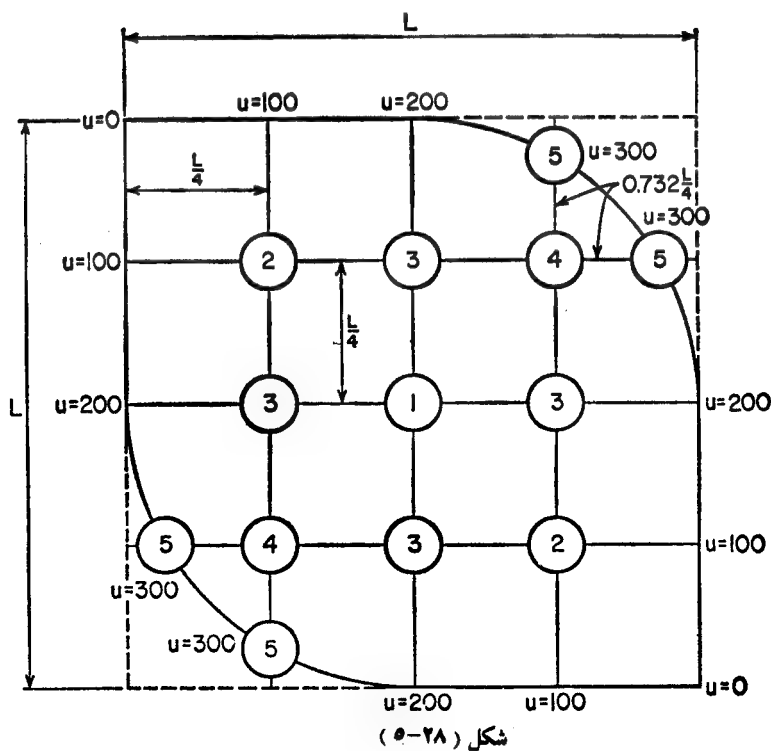 L
u=100 u=200
u=0
5 u=300
L/4
0.732 L/4
u=300
u=100 2 3 4 5
L/4
L
u=200 3 1 3 u=200
5 4 3 2 u=100
u=300
u=300 5
u=0
u=200 u=100
شکل (۵-۲۸)